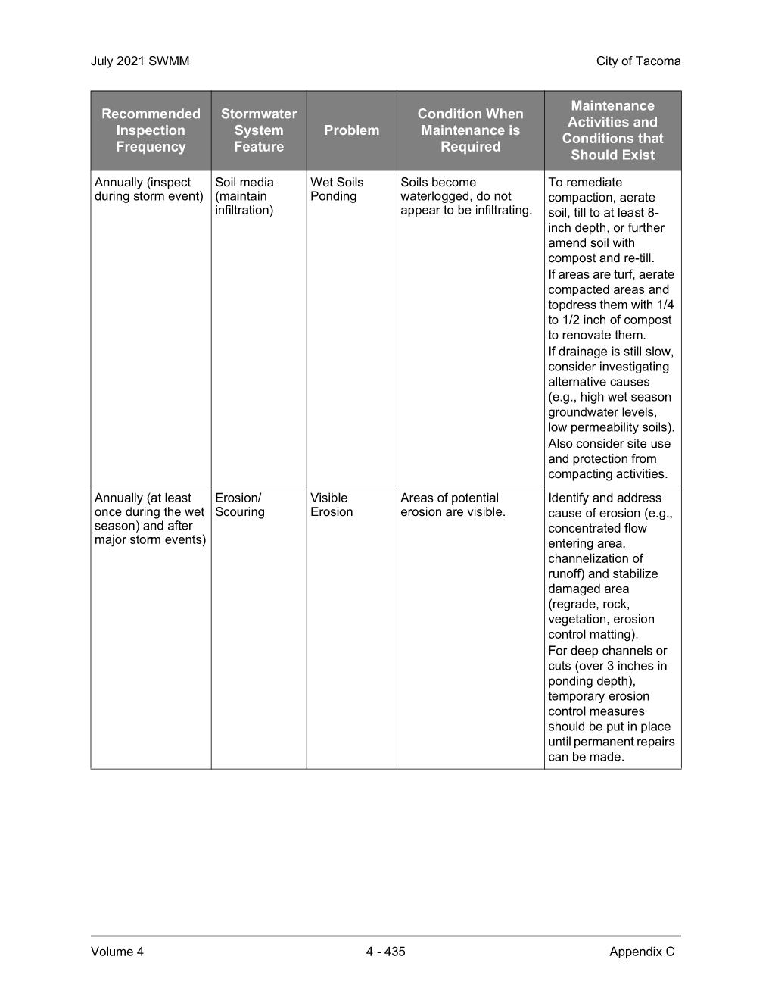 July 2021 SWMM
City of Tacoma
Recommended
Inspection
Frequency
Stormwater
System
Feature
Problem
Condition When
Maintenance is
Required
Maintenance
Activities and
Conditions that
Should Exist
Annually (inspect
during storm event)
Soil media
(maintain
infiltration)
Wet Soils
Ponding
Soils become
waterlogged, do not
appear to be infiltrating.
To remediate
compaction, aerate
soil, till to at least 8-
inch depth, or further
amend soil with
compost and re-till.
If areas are turf, aerate
compacted areas and
topdress them with 1/4
to 1/2 inch of compost
to renovate them.
If drainage is still slow,
consider investigating
alternative causes
(e.g., high wet season
groundwater levels,
low permeability soils).
Also consider site use
and protection from
compacting activities.
Annually (at least
once during the wet
season) and after
major storm events)
Erosion/
Scouring
Visible
Erosion
Areas of potential
erosion are visible.
Identify and address
cause of erosion (e.g.,
concentrated flow
entering area,
channelization of
runoff) and stabilize
damaged area
(regrade, rock,
vegetation, erosion
control matting).
For deep channels or
cuts (over 3 inches in
ponding depth),
temporary erosion
control measures
should be put in place
until permanent repairs
can be made.
Volume 4
4 - 435
Appendix C